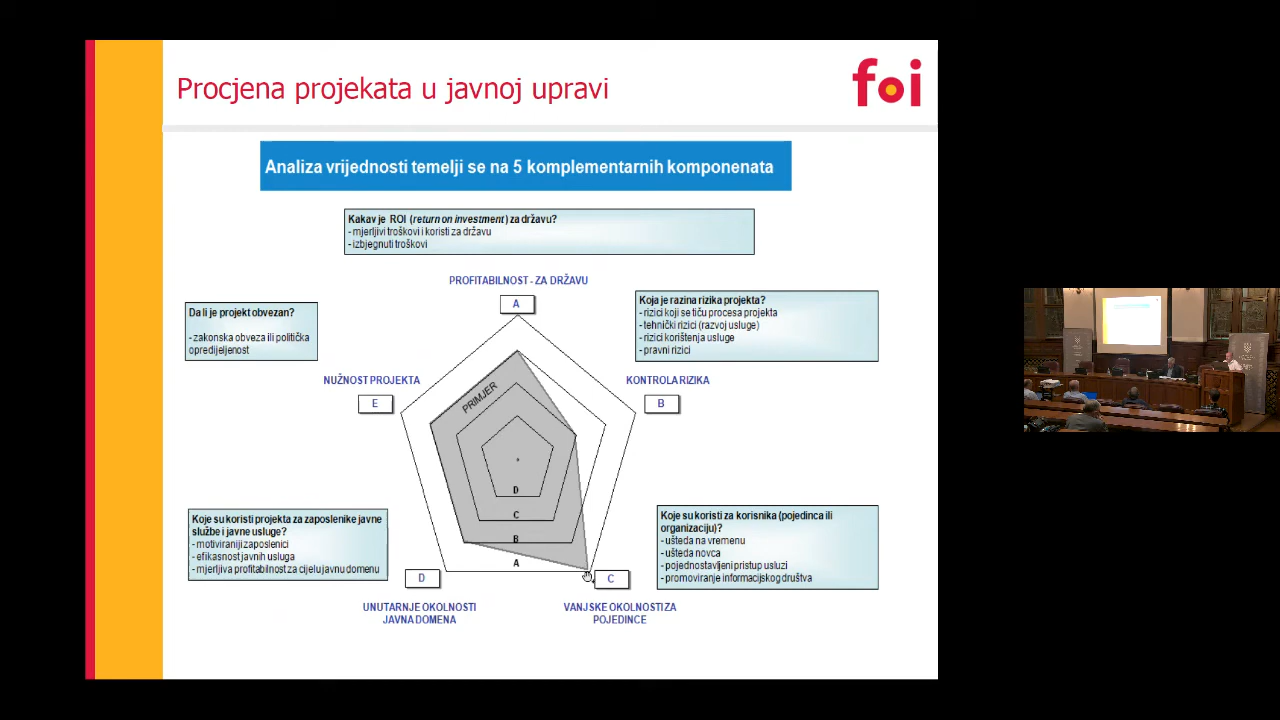 Procjena projekata u javnoj upravi
foi
Analiza vrijednosti temelji se na 5 komplementarnih komponenata
Kakav je ROI (return on investment) za državu?
- mjerljivi troškovi i koristi za državu
- izbjegnuti troškovi
PROFITABILNOST - ZA DRŽAVU
A
Da li je projekt obvezan?
- zakonska obveza ili politička
opredijeljenost
Koja je razina rizika projekta?
- rizici koji se tiču procesa projekta
- tehnički rizici (razvoj usluge)
- rizici korištenja usluge
- pravni rizici
NUŽNOST PROJEKTA
E
KONTROLA RIZIKA
B
PRIMJER
D
C
B
A
Koje su koristi projekta za zaposlenike javne
službe i javne usluge?
- motiviraniji zaposlenici
- efikasnost javnih usluga
- mjerljiva profitabilnost za cijelu javnu domenu
Koje su koristi za korisnika (pojedinca ili
organizaciju)?
- ušteda na vremenu
- ušteda novca
- pojednostavljeni pristup usluzi
- promoviranje informacijskog društva
D
C
UNUTARNJE OKOLNOSTI
JAVNA DOMENA
VANJSKE OKOLNOSTI ZA
POJEDINCE